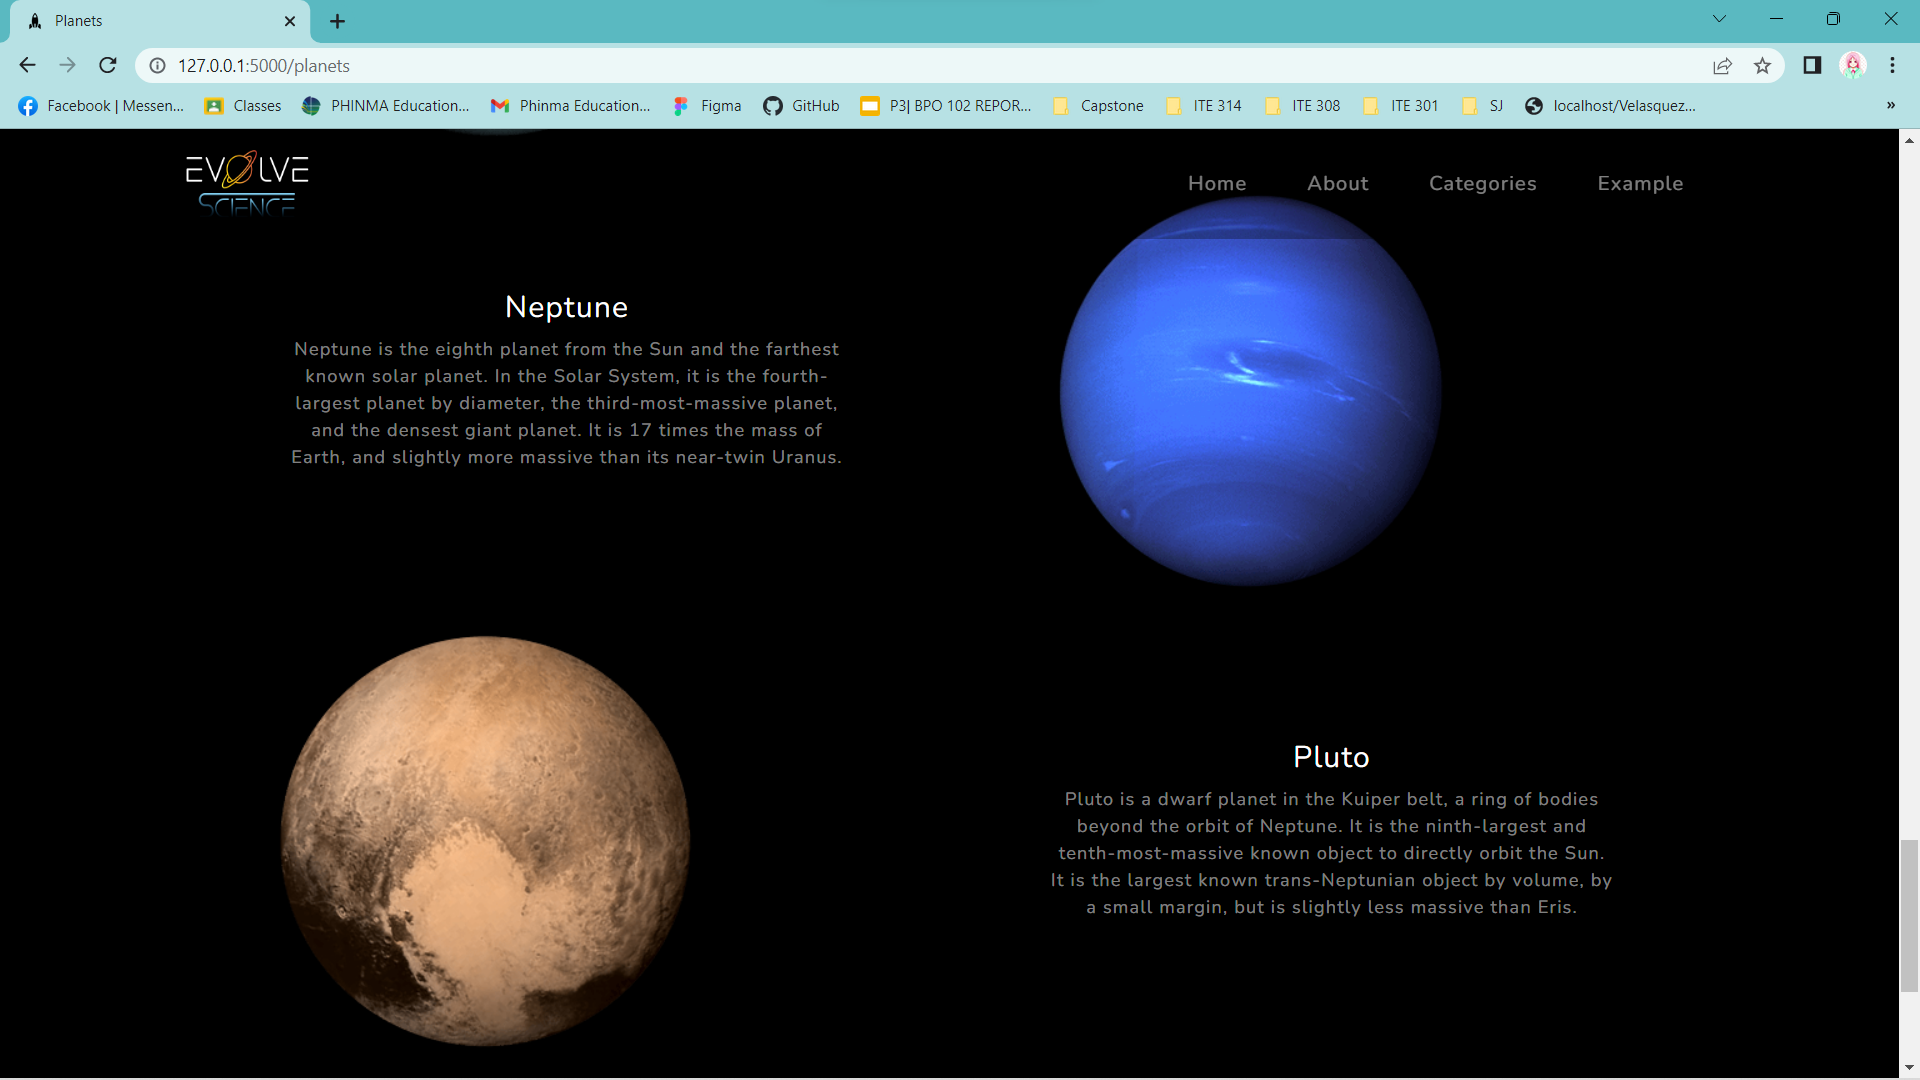 Planets
127.0.0.1:5000/planets
Facebook | Messen...
Classes
PHINMA Education...
Phinma Education...
Figma
GitHub
P3| BPO 102 REPOR...
Capstone
ITE 314
ITE 308
ITE 301
SJ
localhost/Velasquez...
»
EVOLVE
SCIENCE
Home
About
Categories
Example
Neptune
Neptune is the eighth planet from the Sun and the farthest
known solar planet. In the Solar System, it is the fourth-
largest planet by diameter, the third-most-massive planet,
and the densest giant planet. It is 17 times the mass of
Earth, and slightly more massive than its near-twin Uranus.
Pluto
Pluto is a dwarf planet in the Kuiper belt, a ring of bodies
beyond the orbit of Neptune. It is the ninth-largest and
tenth-most-massive known object to directly orbit the Sun.
It is the largest known trans-Neptunian object by volume, by
a small margin, but is slightly less massive than Eris.